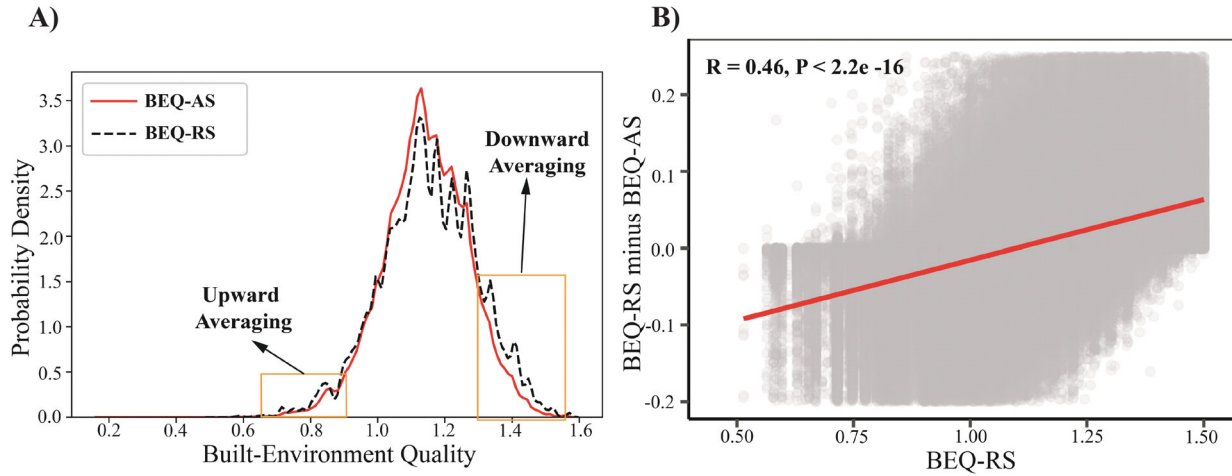 A)
BEQ-AS
BEQ-RS
Downward
Averaging
Upward
Averaging
Probability Density
3.5
3.0
2.5
2.0
1.5
1.0
0.5
0.0
0.2
0.4
0.6
0.8
1.0
1.2
1.4
1.6
Built-Environment Quality
B)
R = 0.46, P < 2.2e -16
BEQ-RS minus BEQ-AS
0.2
0.1
0.0
-0.1
-0.2
0.50
0.75
1.00
1.25
1.50
BEQ-RS